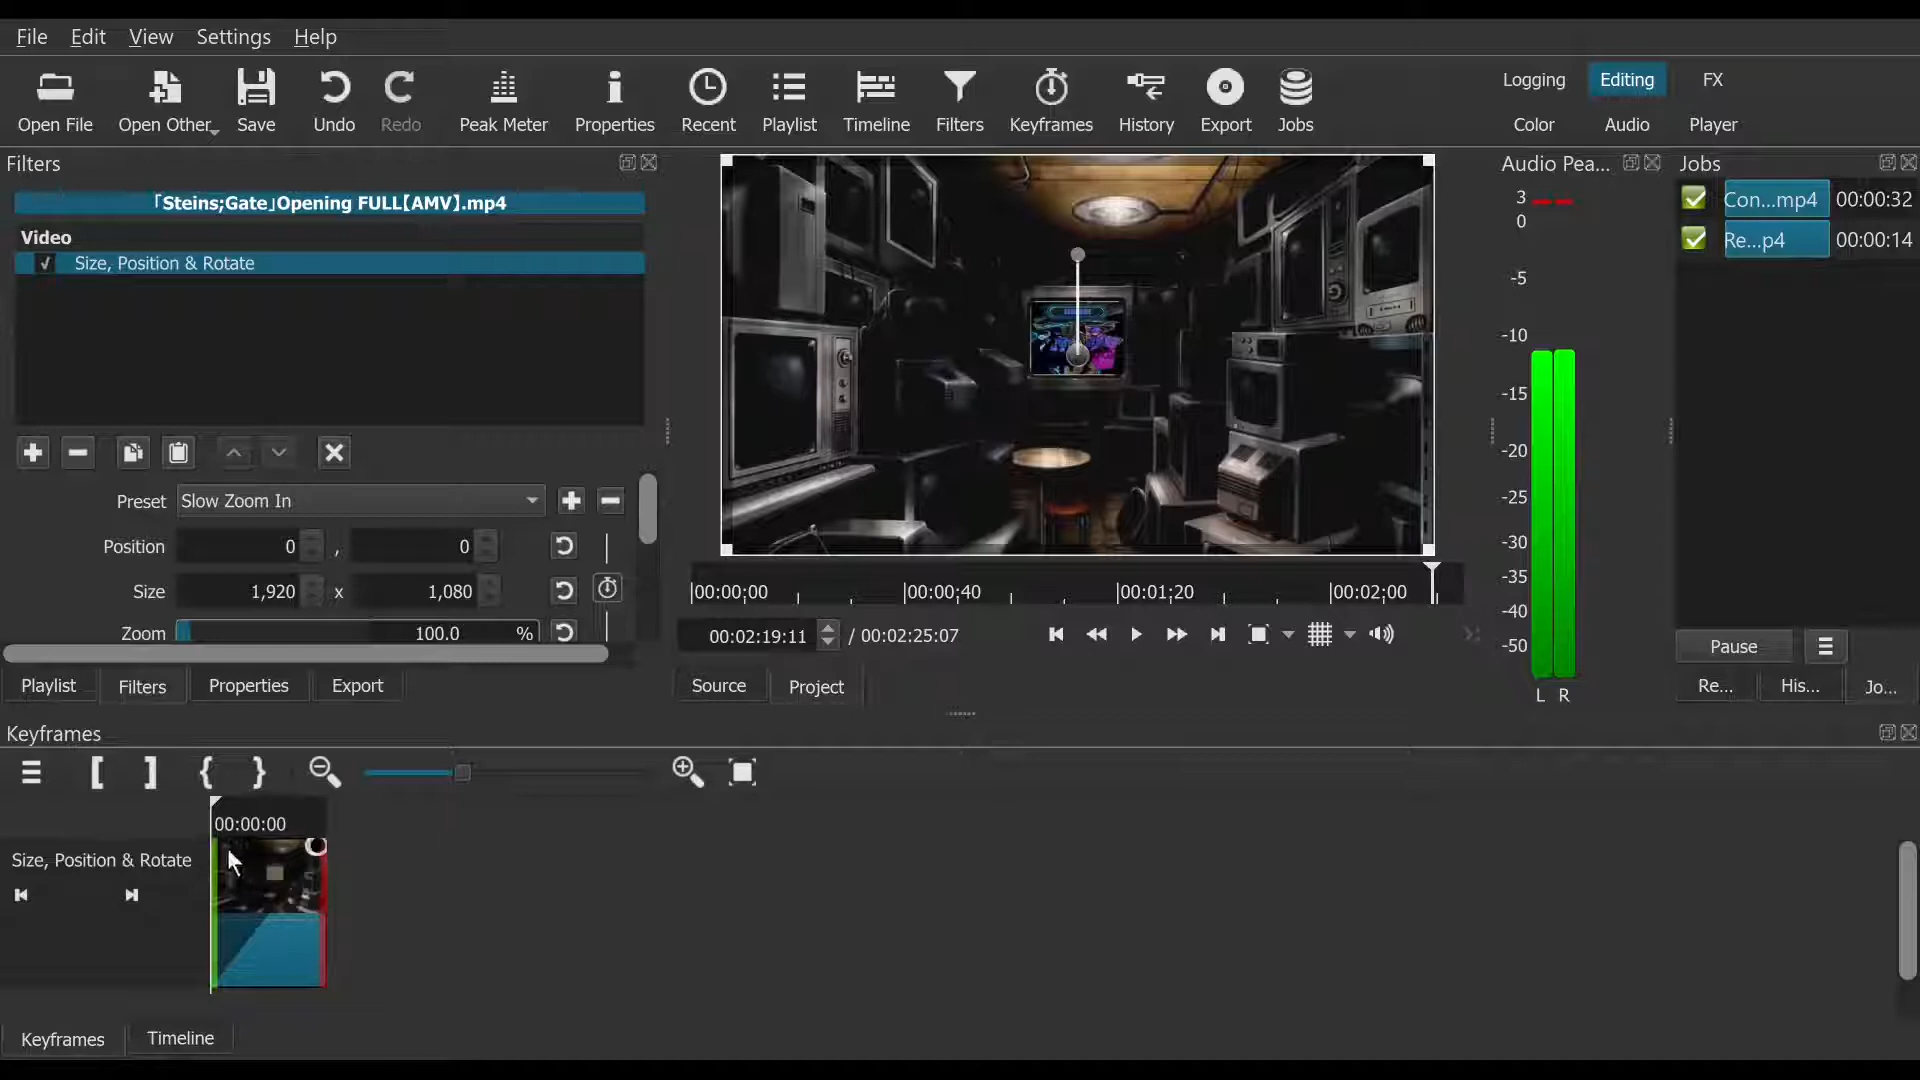 File Edit View Settings Help
Open File Open Other... Save Undo Redo Peak Meter Properties Recent Playlist Timeline Filters Keyframes History Export Jobs
Logging Editing FX
Color Audio Player
Filters
「Steins;Gate」Opening FULL【AMV】.mp4
Video
Size, Position & Rotate
Preset Slow Zoom In
Position 0 , 0
Size 1,920 x 1,080
Zoom 100.0 %
Playlist Filters Properties Export
00:00:00 00:00:40 00:01:20 00:02:00
00:02:19:11 / 00:02:25:07
Source Project
Audio Pea...
3
0
-5
-10
-15
-20
-25
-30
-35
-40
-50
L R
Jobs
Con...mp4 00:00:32
Re...p4 00:00:14
Pause
Re... His... Jo...
Keyframes
00:00:00
Size, Position & Rotate
Keyframes Timeline